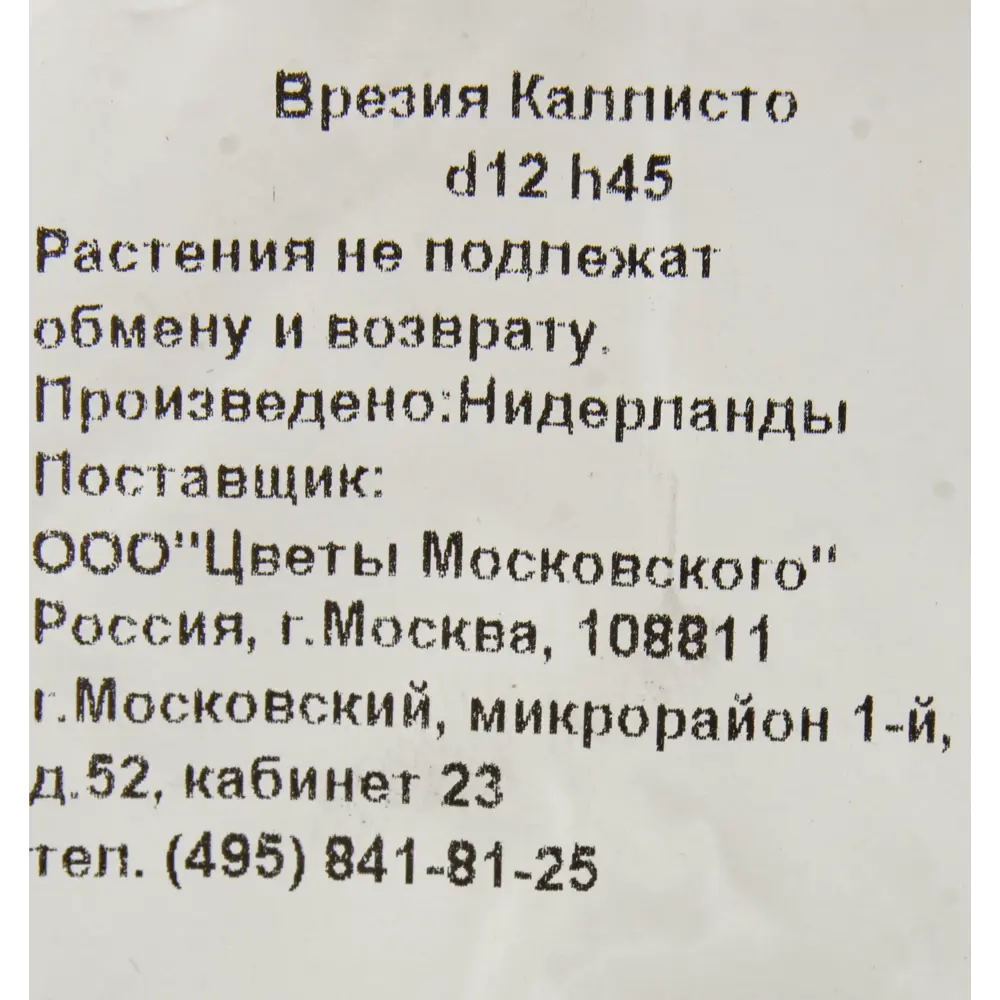 Врезия Каллисто
d12 h45
Растения не подлежат
обмену и возврату.
Произведено:Нидерланды
Поставщик:
ООО"Цветы Московского"
Россия, г.Москва, 108811
г.Московский, микрорайон 1-й,
д.52, кабинет 23
тел. (495) 841-81-25